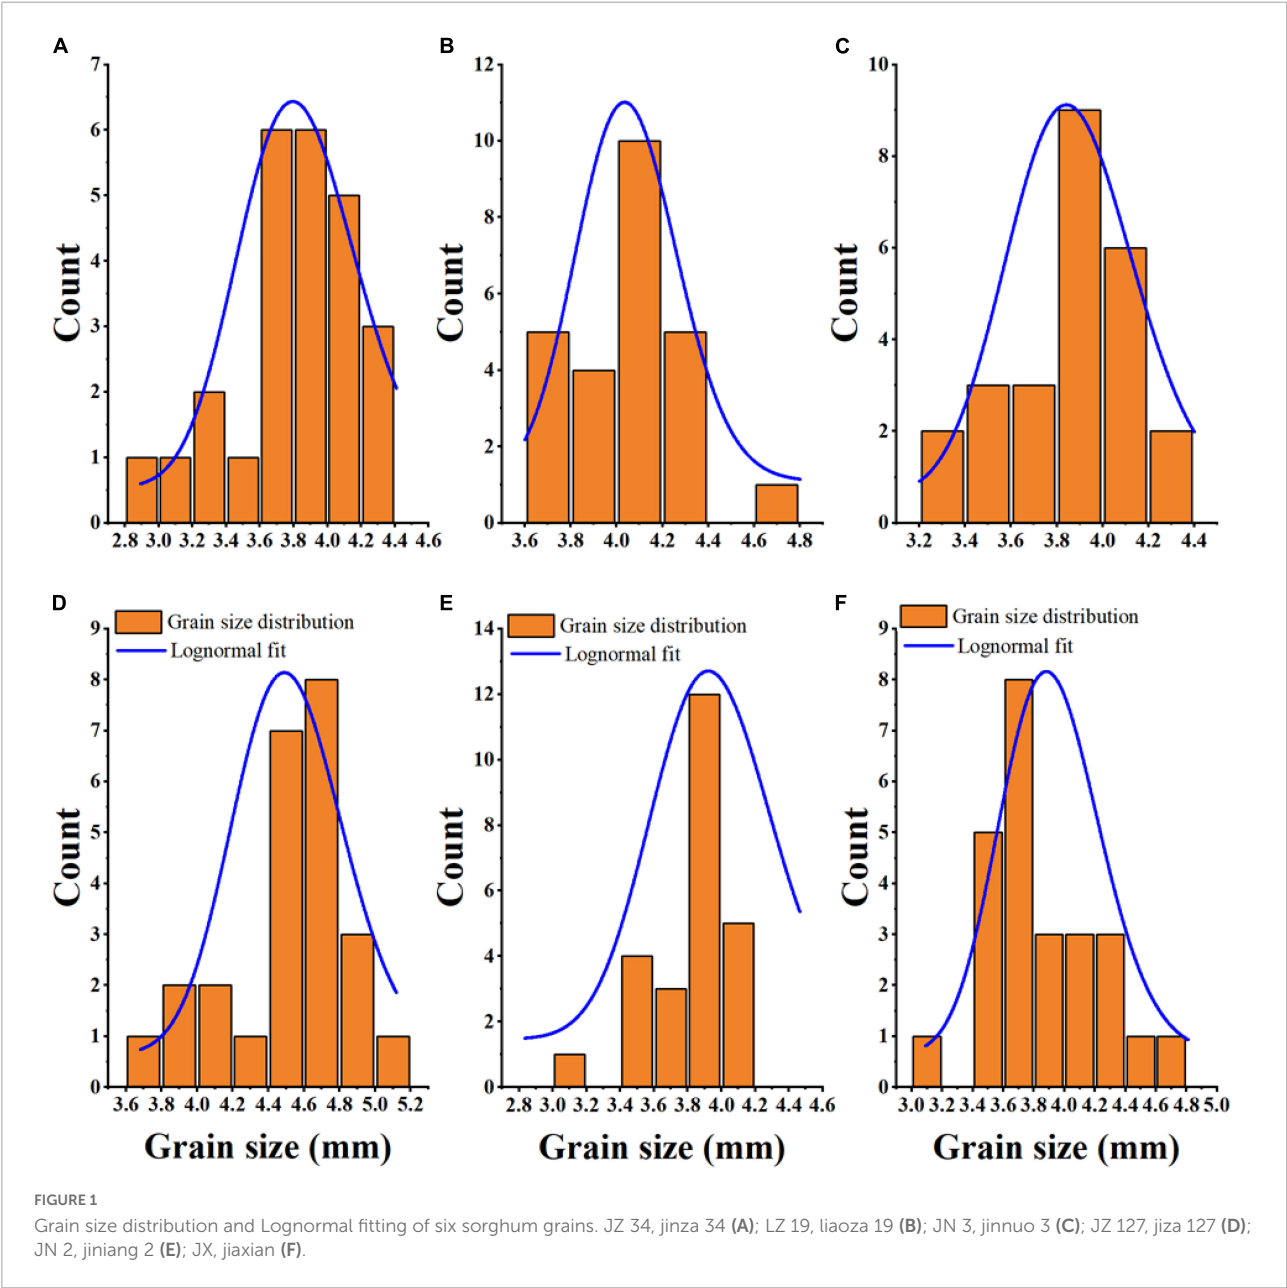 A
B
C
7
6
5
4
3
2
1
0
Count
2.8 3.0 3.2 3.4 3.6 3.8 4.0 4.2 4.4 4.6
12
10
8
6
4
2
0
Count
3.6 3.8 4.0 4.2 4.4 4.6 4.8
10
8
6
4
2
0
Count
3.2 3.4 3.6 3.8 4.0 4.2 4.4
D
Grain size distribution
Lognormal fit
9
8
7
6
5
4
3
2
1
0
Count
3.6 3.8 4.0 4.2 4.4 4.6 4.8 5.0 5.2
Grain size (mm)
E
Grain size distribution
Lognormal fit
14
12
10
8
6
4
2
0
Count
2.8 3.0 3.2 3.4 3.6 3.8 4.0 4.2 4.4 4.6
Grain size (mm)
F
Grain size distribution
Lognormal fit
9
8
7
6
5
4
3
2
1
0
Count
3.0 3.2 3.4 3.6 3.8 4.0 4.2 4.4 4.6 4.8 5.0
Grain size (mm)
FIGURE 1
Grain size distribution and Lognormal fitting of six sorghum grains. JZ 34, jinza 34 (A); LZ 19, liaoza 19 (B); JN 3, jinnuo 3 (C); JZ 127, jiza 127 (D);
JN 2, jiniang 2 (E); JX, jiaxian (F).